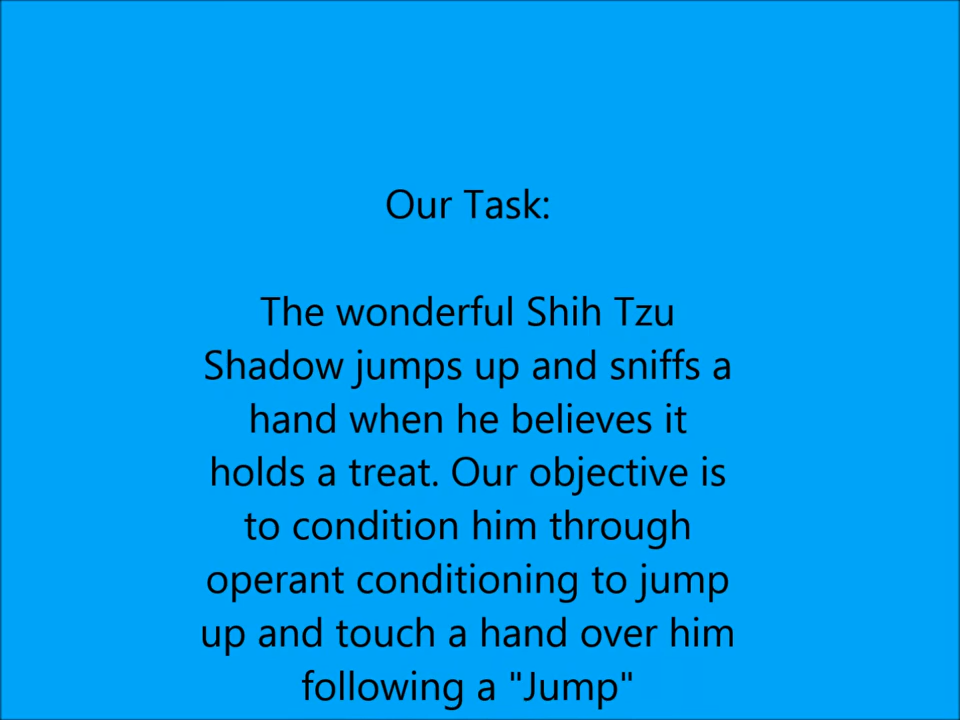 Our Task:
The wonderful Shih Tzu
Shadow jumps up and sniffs a
hand when he believes it
holds a treat. Our objective is
to condition him through
operant conditioning to jump
up and touch a hand over him
following a "Jump"